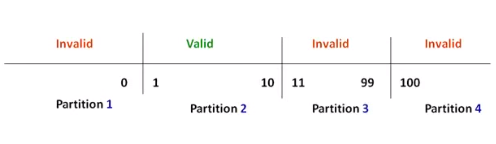 Invalid Valid Invalid Invalid
0 1 10 11 99 100
Partition 1 Partition 2 Partition 3 Partition 4